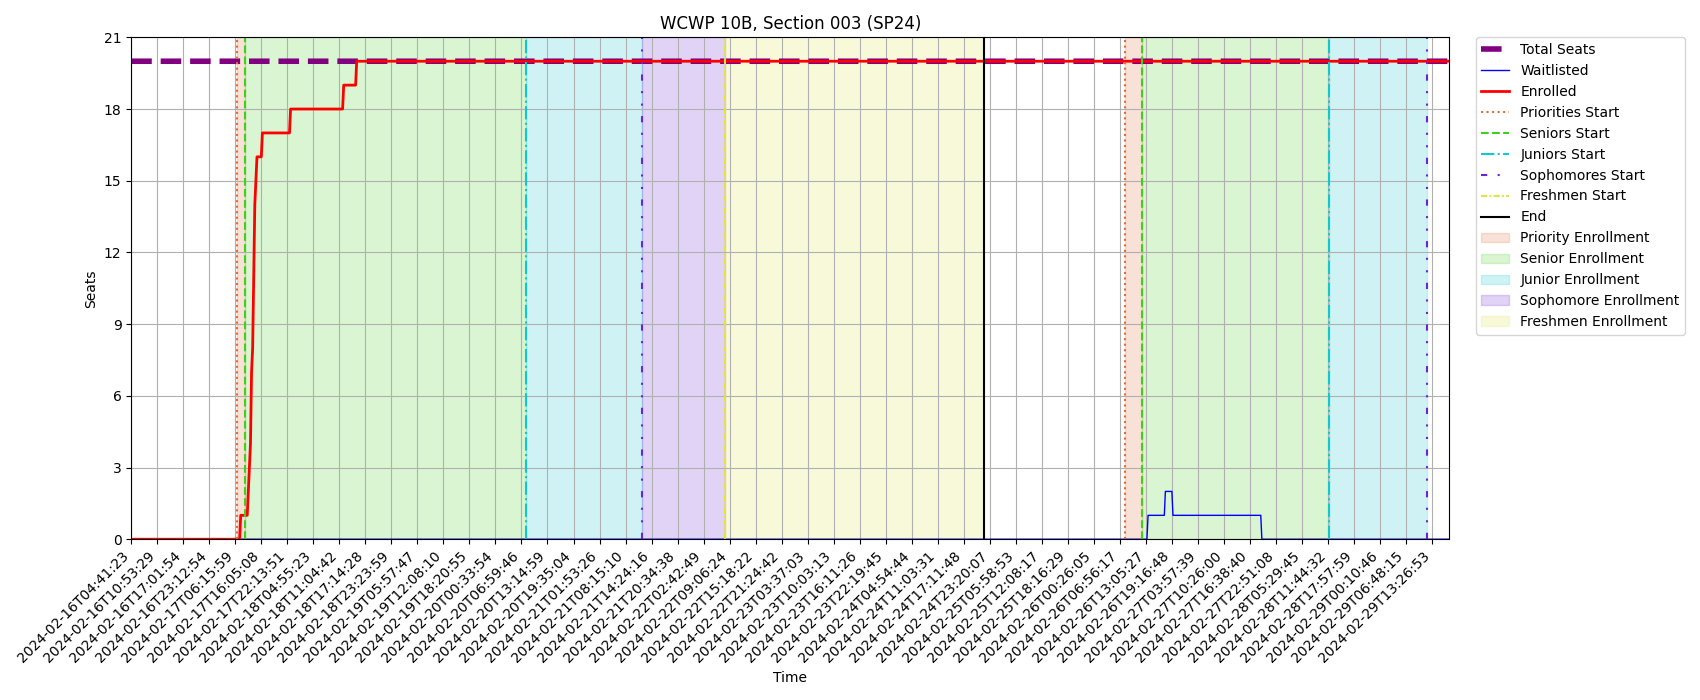 WCWP 10B, Section 003 (SP24)
21
18
15
12
9
6
3
0
Seats
2024-02-16T04:41:23
2024-02-16T10:53:29
2024-02-16T17:01:54
2024-02-16T23:12:54
2024-02-17T06:15:59
2024-02-17T16:05:08
2024-02-17T22:13:51
2024-02-18T04:55:23
2024-02-18T11:04:42
2024-02-18T17:14:28
2024-02-18T23:23:59
2024-02-19T05:57:47
2024-02-19T12:08:10
2024-02-19T18:20:55
2024-02-20T00:33:54
2024-02-20T06:59:46
2024-02-20T13:14:59
2024-02-20T19:35:04
2024-02-21T01:53:26
2024-02-21T08:15:10
2024-02-21T14:24:16
2024-02-21T20:34:38
2024-02-22T02:42:49
2024-02-22T09:06:24
2024-02-22T15:18:22
2024-02-22T21:24:42
2024-02-23T03:37:03
2024-02-23T10:03:13
2024-02-23T16:11:26
2024-02-23T22:19:45
2024-02-24T04:54:44
2024-02-24T11:03:31
2024-02-24T17:11:48
2024-02-24T23:20:07
2024-02-25T05:58:53
2024-02-25T12:08:17
2024-02-25T18:16:29
2024-02-26T00:26:05
2024-02-26T06:56:17
2024-02-26T13:05:27
2024-02-26T19:16:48
2024-02-27T03:57:39
2024-02-27T10:26:00
2024-02-27T16:38:40
2024-02-27T22:51:08
2024-02-28T05:29:45
2024-02-28T11:44:32
2024-02-28T17:57:59
2024-02-29T00:10:46
2024-02-29T06:48:15
2024-02-29T13:26:53
Time
Total Seats
Waitlisted
Enrolled
Priorities Start
Seniors Start
Juniors Start
Sophomores Start
Freshmen Start
End
Priority Enrollment
Senior Enrollment
Junior Enrollment
Sophomore Enrollment
Freshmen Enrollment